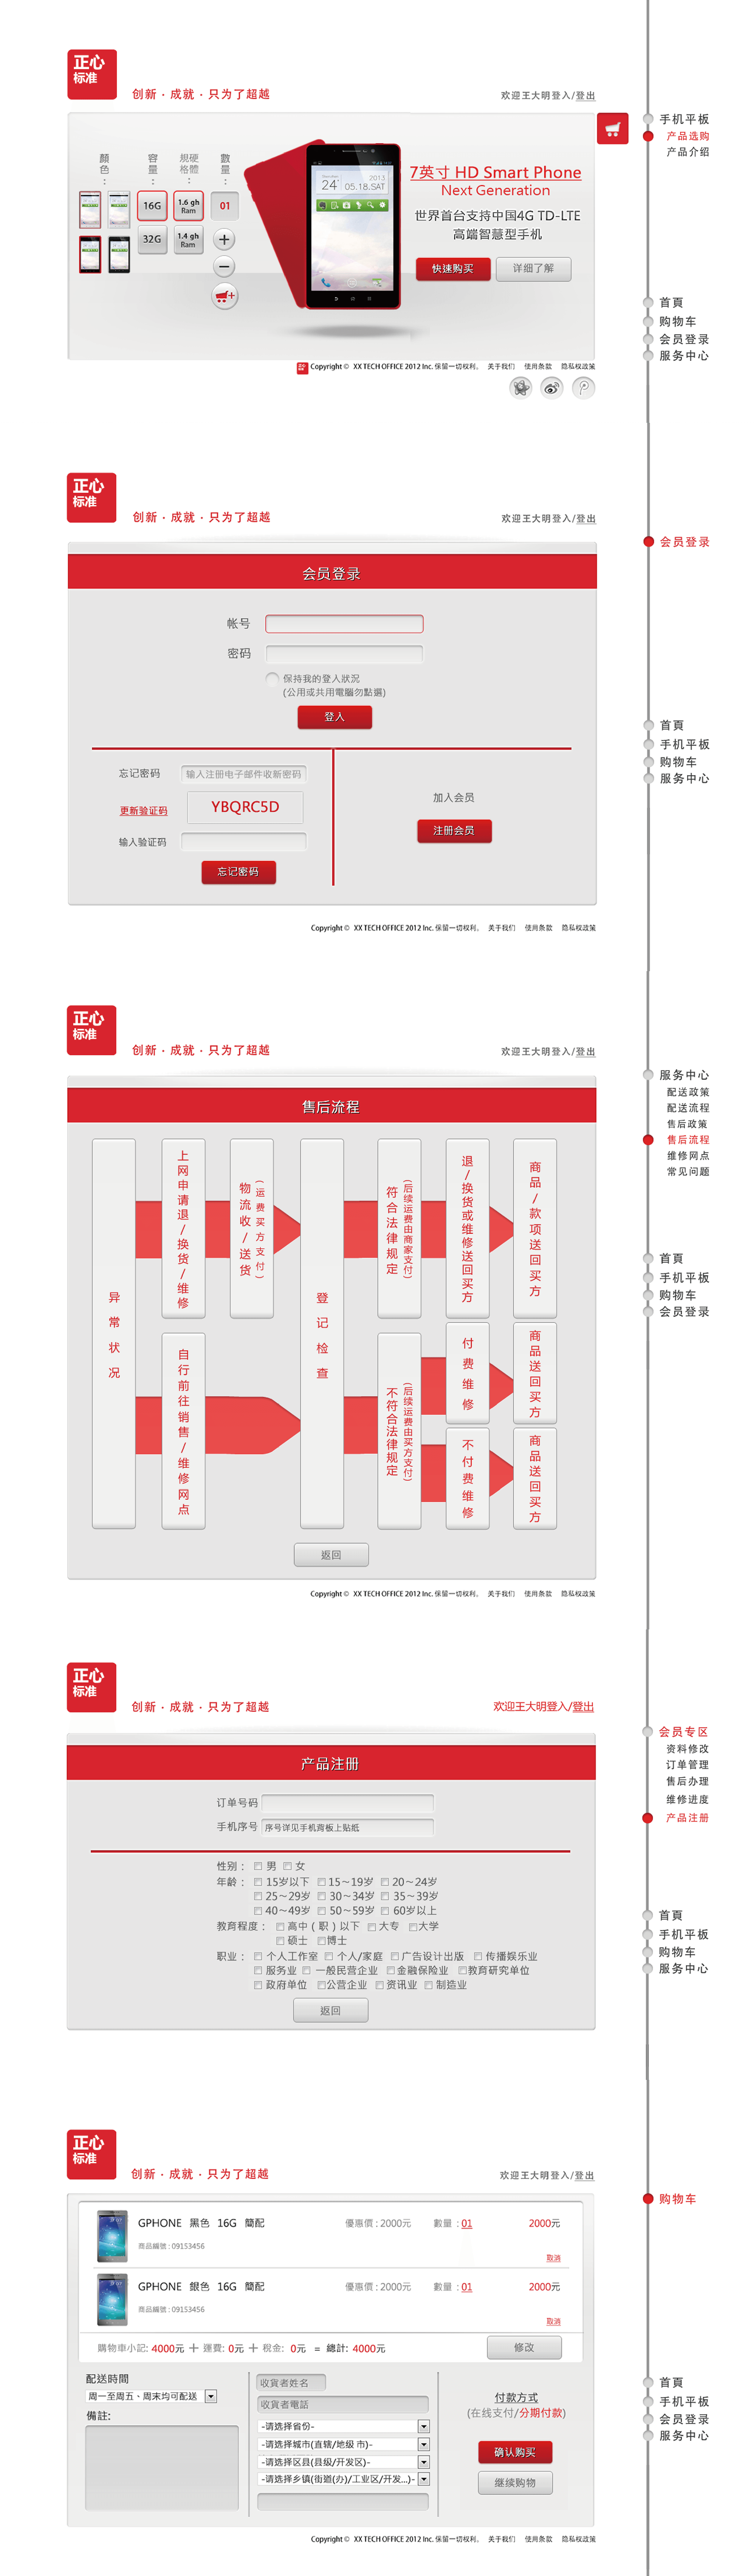 正心
标准
创新·成就·只为了超越
欢迎王大明登入/登出
手机平板
产品选购
产品介绍
顏色：
容量：
規格硬體：
數量：
16G
1.6 gh
Ram
01
32G
1.4 gh
Ram
2013
24°
05.18.SAT
7英寸 HD Smart Phone
Next Generation
世界首台支持中国4G TD-LTE
高端智慧型手机
快速购买
详细了解
首頁
购物车
会员登录
服务中心
Copyright © XX TECH OFFICE 2012 Inc. 保留一切权利。 关于我们 使用条款 隐私权政策
正心
标准
创新·成就·只为了超越
欢迎王大明登入/登出
会员登录
会员登录
帐号
密码
保持我的登入狀況
(公用或共用電腦勿點選)
登入
首頁
手机平板
购物车
服务中心
忘记密码
输入注册电子邮件收新密码
更新验证码
YBQRC5D
输入验证码
忘记密码
加入会员
注册会员
Copyright © XX TECH OFFICE 2012 Inc. 保留一切权利。 关于我们 使用条款 隐私权政策
正心
标准
创新·成就·只为了超越
欢迎王大明登入/登出
服务中心
配送政策
配送流程
售后政策
售后流程
维修网点
常见问题
售后流程
异常状况
上网申请退/换货/维修
物流收/送货
(运费买方支付)
自行前往销售/维修网点
登记检查
符合法律规定
(后续运费由商家支付)
退/换货或维修送回买方
商品/款项送回买方
不符合法律规定
(后续运费由买方支付)
付费维修
商品送回买方
不付费维修
商品送回买方
返回
首頁
手机平板
购物车
会员登录
Copyright © XX TECH OFFICE 2012 Inc. 保留一切权利。 关于我们 使用条款 隐私权政策
正心
标准
创新·成就·只为了超越
欢迎王大明登入/登出
会员专区
资料修改
订单管理
售后办理
维修进度
产品注册
产品注册
订单号码
手机序号 序号详见手机背板上贴纸
性别： 男 女
年龄： 15岁以下 15～19岁 20～24岁
25～29岁 30～34岁 35～39岁
40～49岁 50～59岁 60岁以上
教育程度： 高中（职）以下 大专 大学
硕士 博士
职业： 个人工作室 个人/家庭 广告设计出版 传播娱乐业
服务业 一般民营企业 金融保险业 教育研究单位
政府单位 公营企业 资讯业 制造业
返回
首頁
手机平板
购物车
服务中心
正心
标准
创新·成就·只为了超越
欢迎王大明登入/登出
购物车
GPHONE 黑色 16G 簡配 優惠價：2000元 數量：01 2000元
商品編號：09153456
取消
GPHONE 銀色 16G 簡配 優惠價：2000元 數量：01 2000元
商品編號：09153456
取消
購物車小記: 4000元 + 運費: 0元 + 稅金: 0元 = 總計: 4000元
修改
配送時間
周一至周五、周末均可配送
備註:
收貨者姓名
收貨者電話
-请选择省份-
-请选择城市(直辖/地级 市)-
-请选择区县(县级/开发区)-
-请选择乡镇(街道(办)/工业区/开发...)-
付款方式
(在线支付/分期付款)
确认购买
继续购物
首頁
手机平板
会员登录
服务中心
Copyright © XX TECH OFFICE 2012 Inc. 保留一切权利。 关于我们 使用条款 隐私权政策